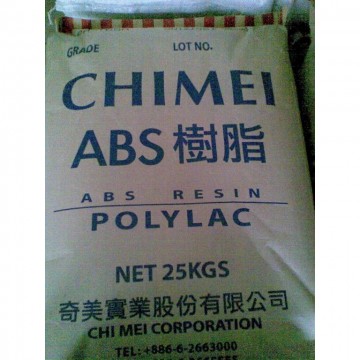 GRADE LOT NO.
CHIMEI
ABS 樹脂
ABS RESIN
POLYLAC
NET 25KGS
奇美實業股份有限公司
CHI MEI CORPORATION
TEL: +886-6-2663000